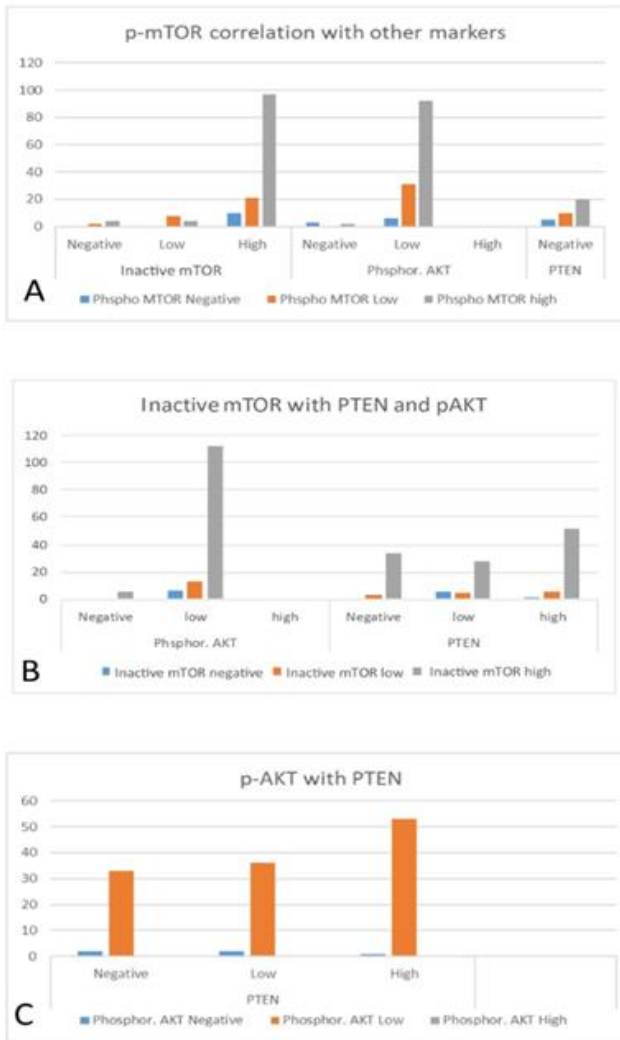 p-mTOR correlation with other markers
120
100
80
60
40
20
0
Negative Low High Negative Low High Negative
Inactive mTOR Phsphor. AKT PTEN
A
Phspho MTOR Negative Phspho MTOR Low Phspho MTOR high
Inactive mTOR with PTEN and pAKT
120
100
80
60
40
20
0
Negative low high Negative low high
Phsphor. AKT PTEN
B
Inactive mTOR negative Inactive mTOR low Inactive mTOR high
p-AKT with PTEN
60
50
40
30
20
10
0
Negative Low High
PTEN
C
Phosphor. AKT Negative Phosphor. AKT Low Phosphor. AKT High